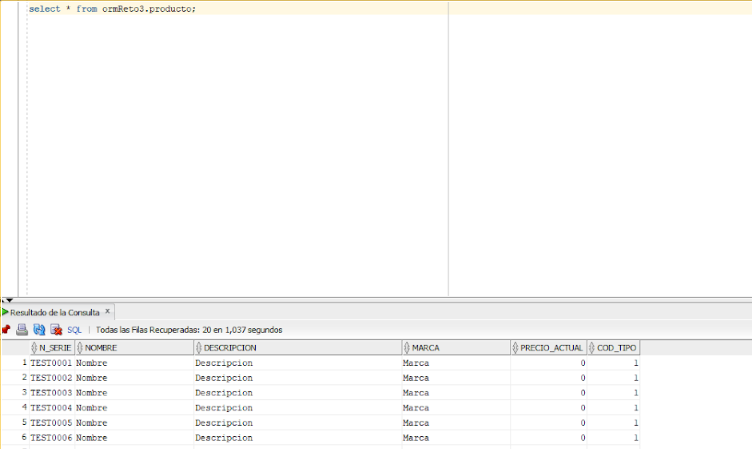 select * from ormReto3.producto;
Resultado de la Consulta x
SQL | Todas las Filas Recuperadas: 20 en 1,037 segundos
N_SERIE NOMBRE DESCRIPCION MARCA PRECIO_ACTUAL COD_TIPO
1 TEST0001 Nombre Descripcion Marca 0 1
2 TEST0002 Nombre Descripcion Marca 0 1
3 TEST0003 Nombre Descripcion Marca 0 1
4 TEST0004 Nombre Descripcion Marca 0 1
5 TEST0005 Nombre Descripcion Marca 0 1
6 TEST0006 Nombre Descripcion Marca 0 1